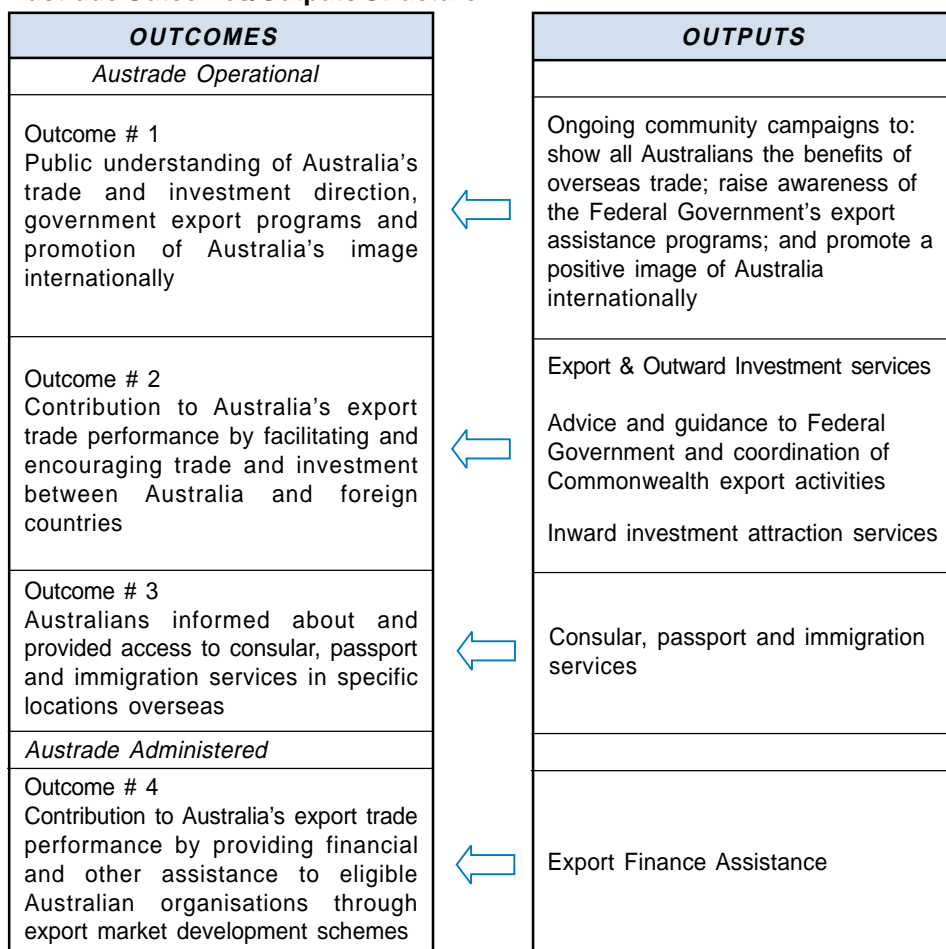 OUTCOMES
Austrade Operational
Outcome # 1
Public understanding of Australia's
trade and investment direction,
government export programs and
promotion of Australia's image
internationally
Outcome # 2
Contribution to Australia's export
trade performance by facilitating and
encouraging trade and investment
between Australia and foreign
countries
Outcome # 3
Australians informed about and
provided access to consular, passport
and immigration services in specific
locations overseas
Austrade Administered
Outcome # 4
Contribution to Australia's export trade
performance by providing financial
and other assistance to eligible
Australian organisations through
export market development schemes
OUTPUTS
Ongoing community campaigns to:
show all Australians the benefits of
overseas trade; raise awareness of
the Federal Government's export
assistance programs; and promote a
positive image of Australia
internationally
Export & Outward Investment services
Advice and guidance to Federal
Government and coordination of
Commonwealth export activities
Inward investment attraction services
Consular, passport and immigration
services
Export Finance Assistance